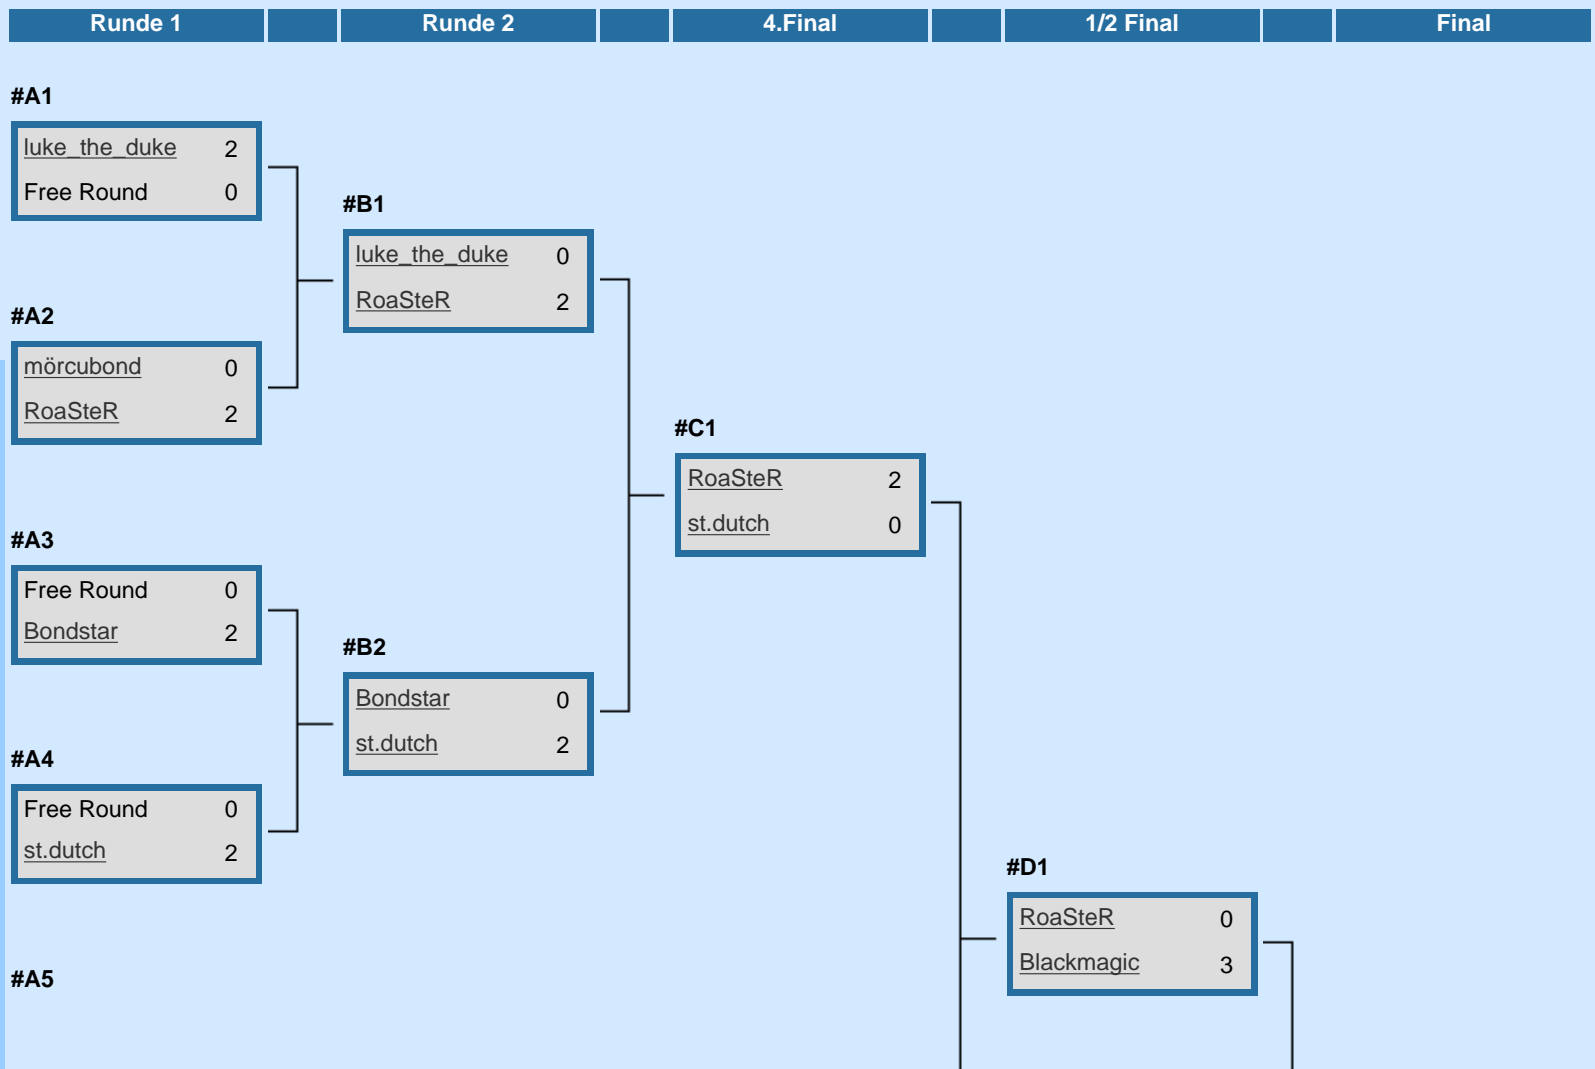 Runde 1 Runde 2 4.Final 1/2 Final Final
#A1
luke_the_duke 2
Free Round 0
#B1
luke_the_duke 0
RoaSteR 2
#A2
mörcubond 0
RoaSteR 2
#C1
RoaSteR 2
st.dutch 0
#A3
Free Round 0
Bondstar 2
#B2
Bondstar 0
st.dutch 2
#A4
Free Round 0
st.dutch 2
#D1
RoaSteR 0
Blackmagic 3
#A5